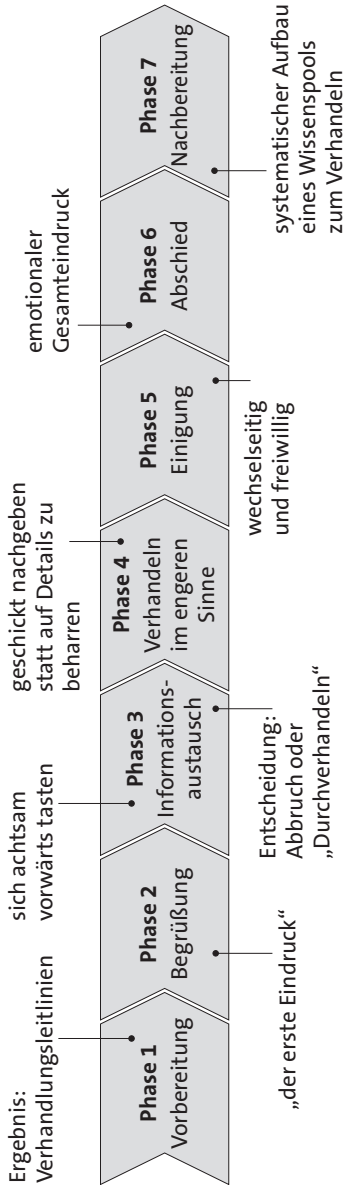 Ergebnis:
Verhandlungsleitlinien
Phase 1
Vorbereitung
Phase 2
Begrüßung
„der erste Eindruck“
sich achtsam
vorwärts tasten
Phase 3
Informations-
austausch
Entscheidung:
Abbruch oder
„Durchverhandeln“
geschickt nachgeben
statt auf Details zu
beharren
Phase 4
Verhandeln
im engeren
Sinne
Phase 5
Einigung
wechselseitig
und freiwillig
emotionaler
Gesamteindruck
Phase 6
Abschied
Phase 7
Nachbereitung
systematischer Aufbau
eines Wissenspools
zum Verhandeln